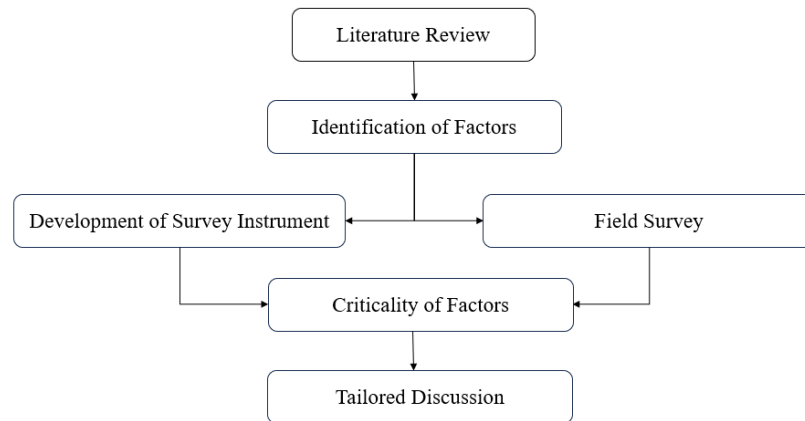 Literature Review
Identification of Factors
Development of Survey Instrument
Field Survey
Criticality of Factors
Tailored Discussion